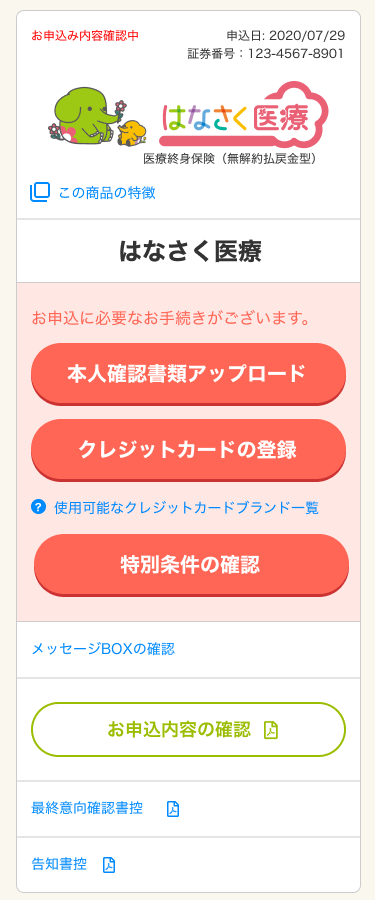 お申込み内容確認中
申込日: 2020/07/29
証券番号：123-4567-8901
はなさく医療
医療終身保険（無解約払戻金型）
この商品の特徴
はなさく医療
お申込に必要なお手続きがございます。
本人確認書類アップロード
クレジットカードの登録
? 使用可能なクレジットカードブランド一覧
特別条件の確認
メッセージBOXの確認
お申込内容の確認
最終意向確認書控
告知書控